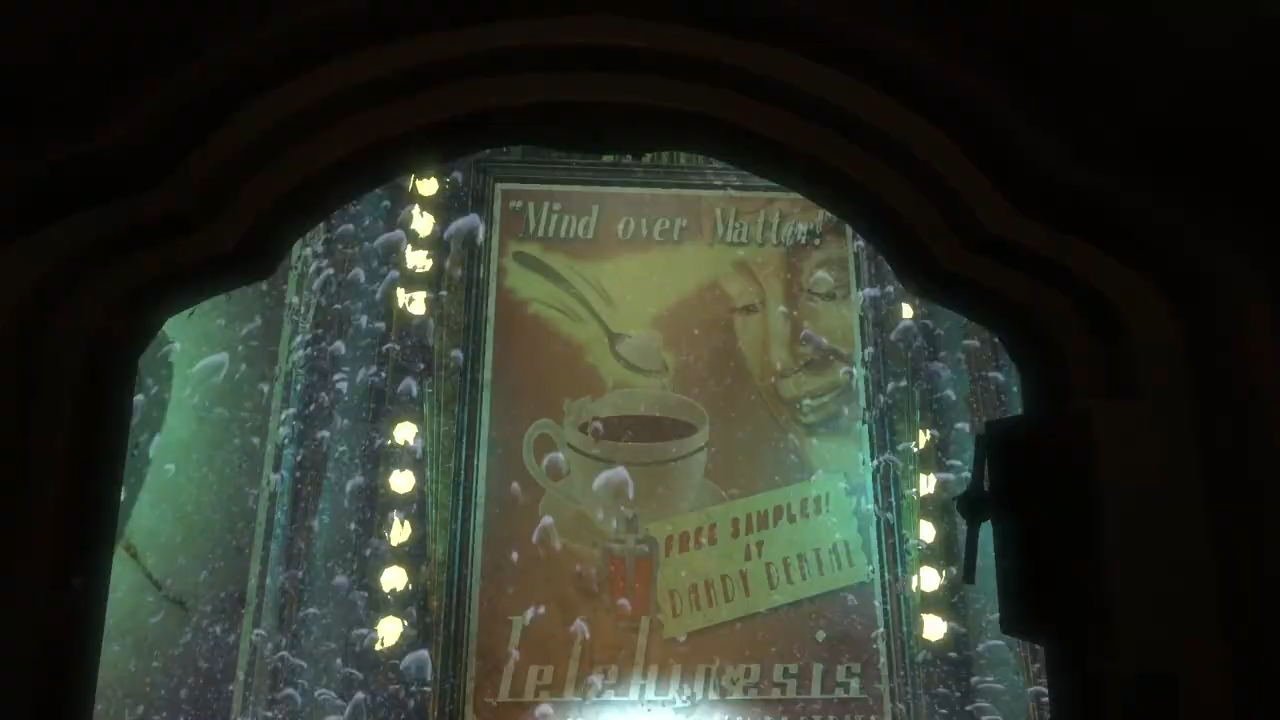 "Mind over Matter!"
FREE SAMPLES!
AT
DANDY DENTAL
Telekinesis